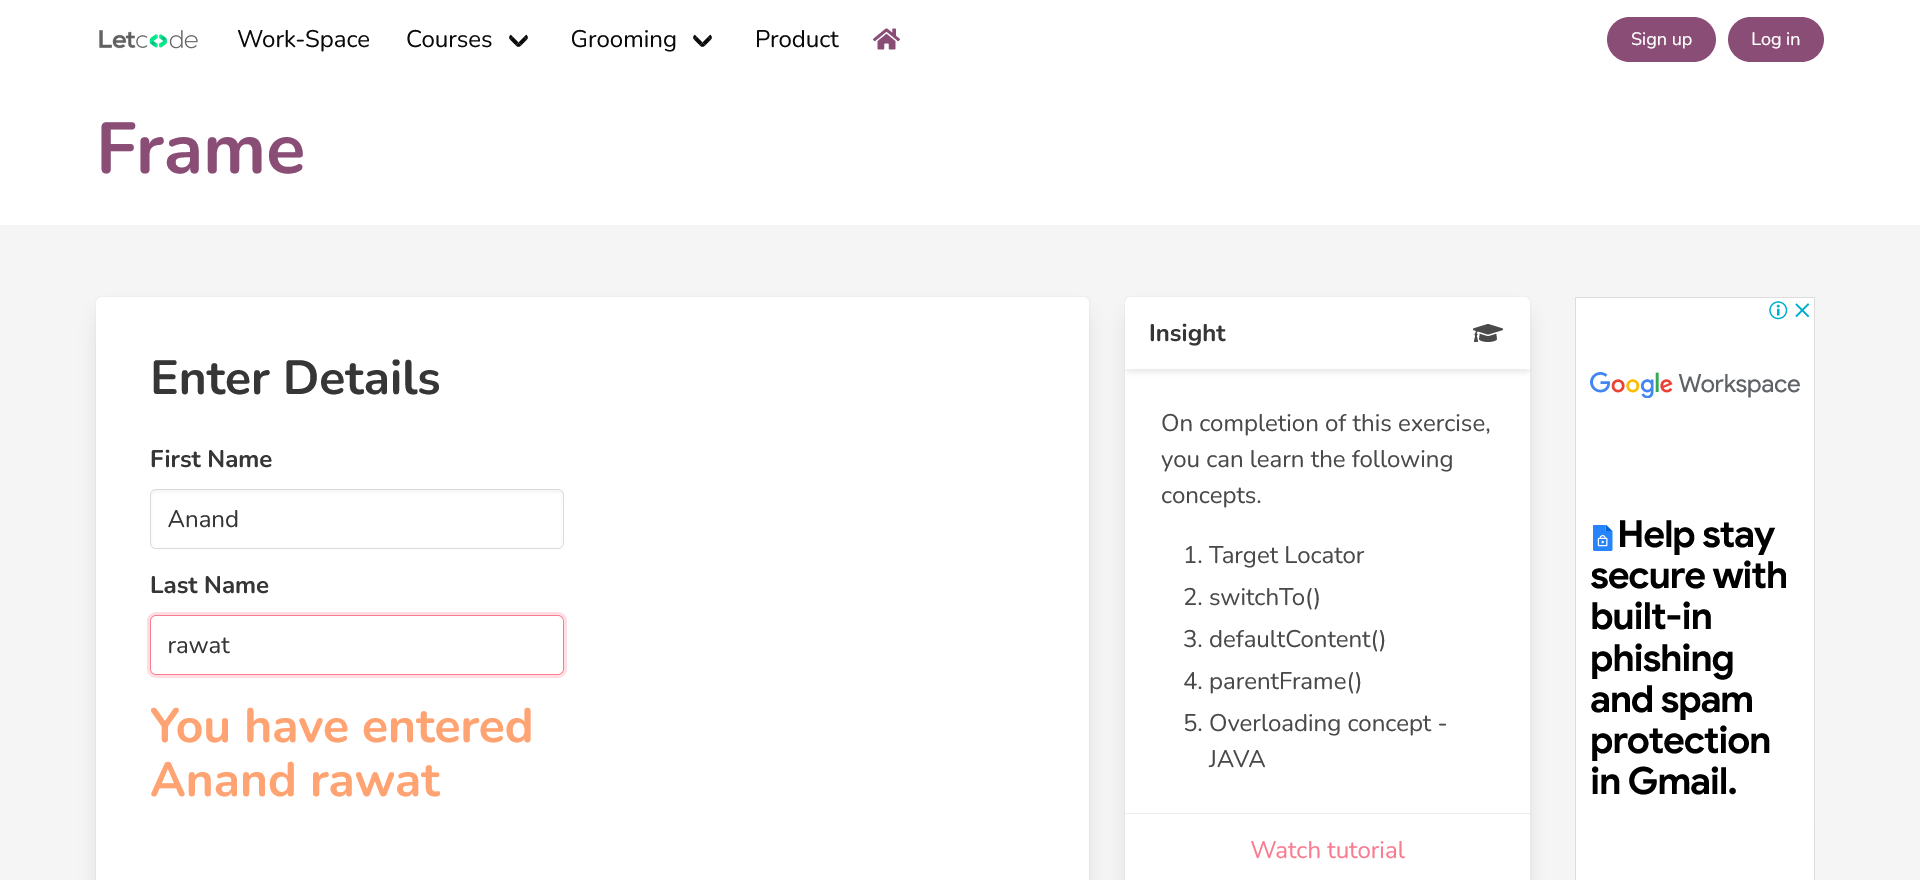 Letcode Work-Space Courses Grooming Product Sign up Log in
Frame
Enter Details
First Name
Anand
Last Name
rawat
You have entered
Anand rawat
Insight
On completion of this exercise,
you can learn the following
concepts.
1. Target Locator
2. switchTo()
3. defaultContent()
4. parentFrame()
5. Overloading concept -
JAVA
Watch tutorial
Google Workspace
Help stay
secure with
built-in
phishing
and spam
protection
in Gmail.